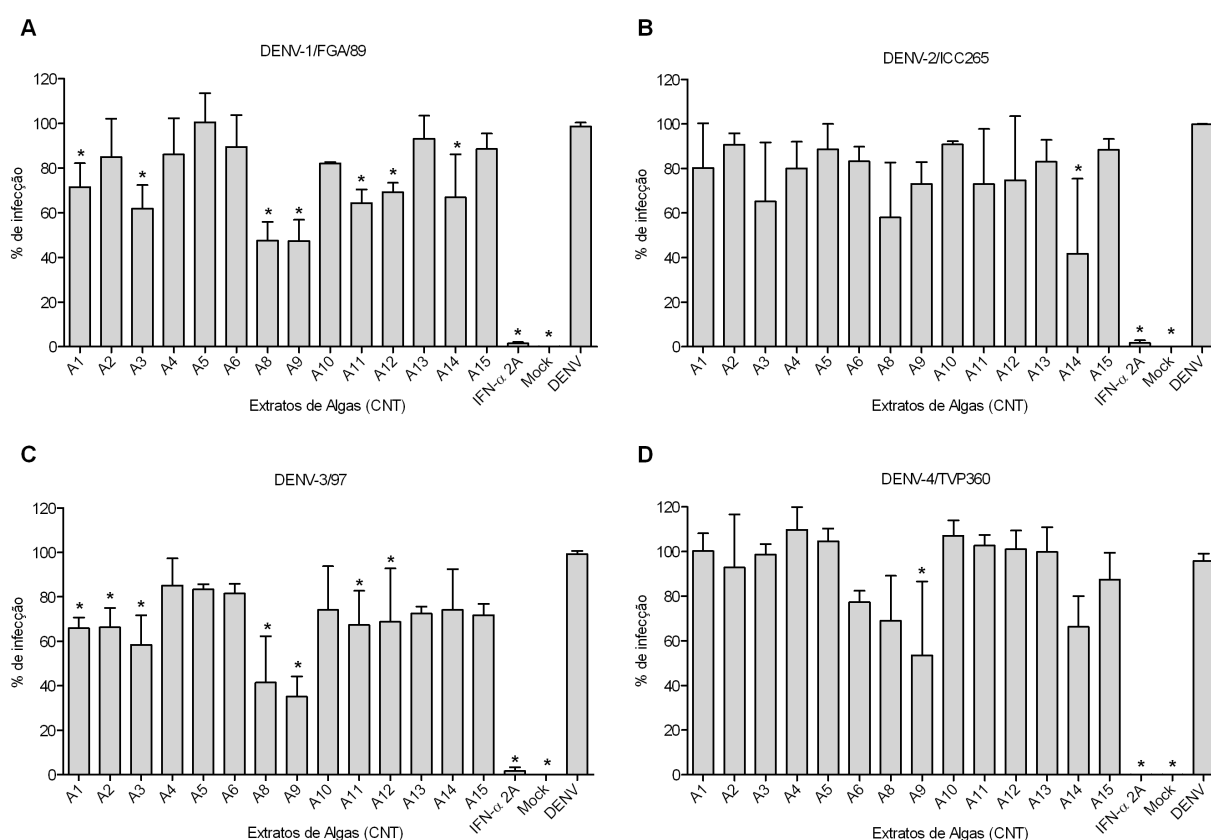 A
DENV-1/FGA/89
% de infecção
120
100
80
60
40
20
0
* * * * * * * * *
A1 A2 A3 A4 A5 A6 A8 A9 A10 A11 A12 A13 A14 A15 IFN-α 2A Mock DENV
Extratos de Algas (CNT)
B
DENV-2/ICC265
% de infecção
120
100
80
60
40
20
0
* * *
A1 A2 A3 A4 A5 A6 A8 A9 A10 A11 A12 A13 A14 A15 IFN-α 2A Mock DENV
Extratos de Algas (CNT)
C
DENV-3/97
% de infecção
120
100
80
60
40
20
0
* * * * * * * * *
A1 A2 A3 A4 A5 A6 A8 A9 A10 A11 A12 A13 A14 A15 IFN-α 2A Mock DENV
Extratos de Algas (CNT)
D
DENV-4/TVP360
% de infecção
120
100
80
60
40
20
0
* * *
A1 A2 A3 A4 A5 A6 A8 A9 A10 A11 A12 A13 A14 A15 IFN-α 2A Mock DENV
Extratos de Algas (CNT)